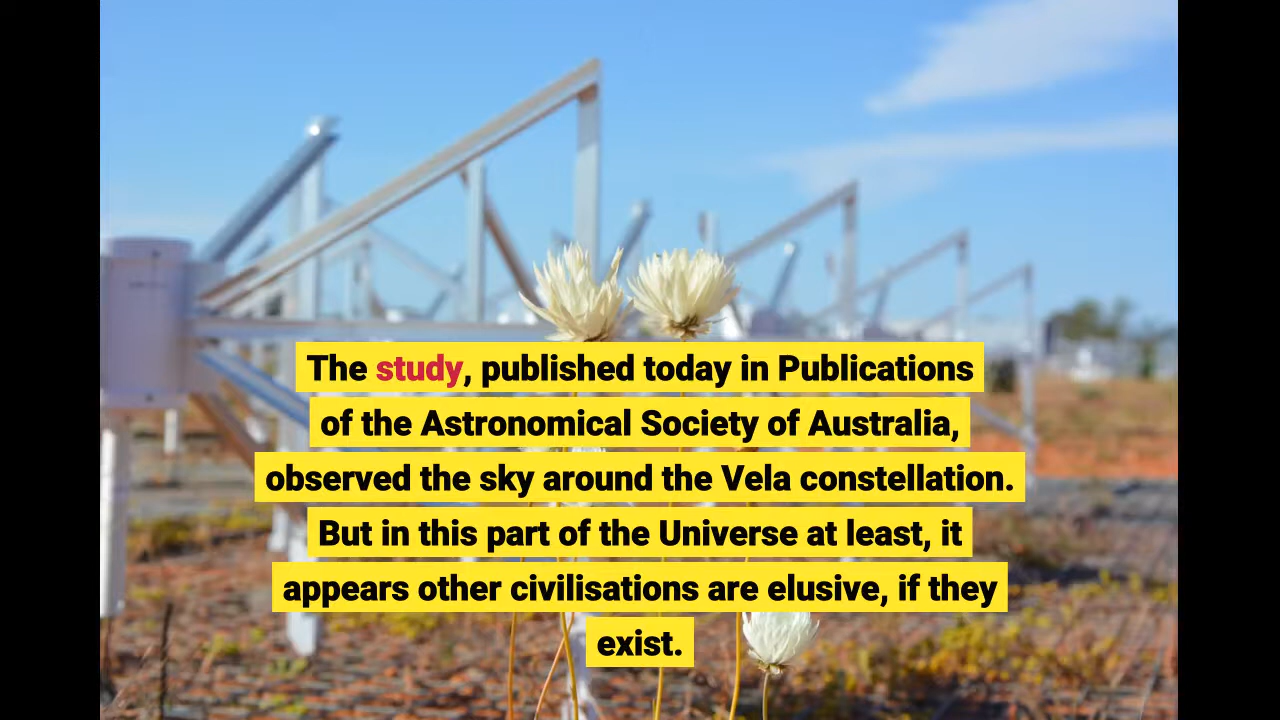 The study, published today in Publications
of the Astronomical Society of Australia,
observed the sky around the Vela constellation.
But in this part of the Universe at least, it
appears other civilisations are elusive, if they
exist.